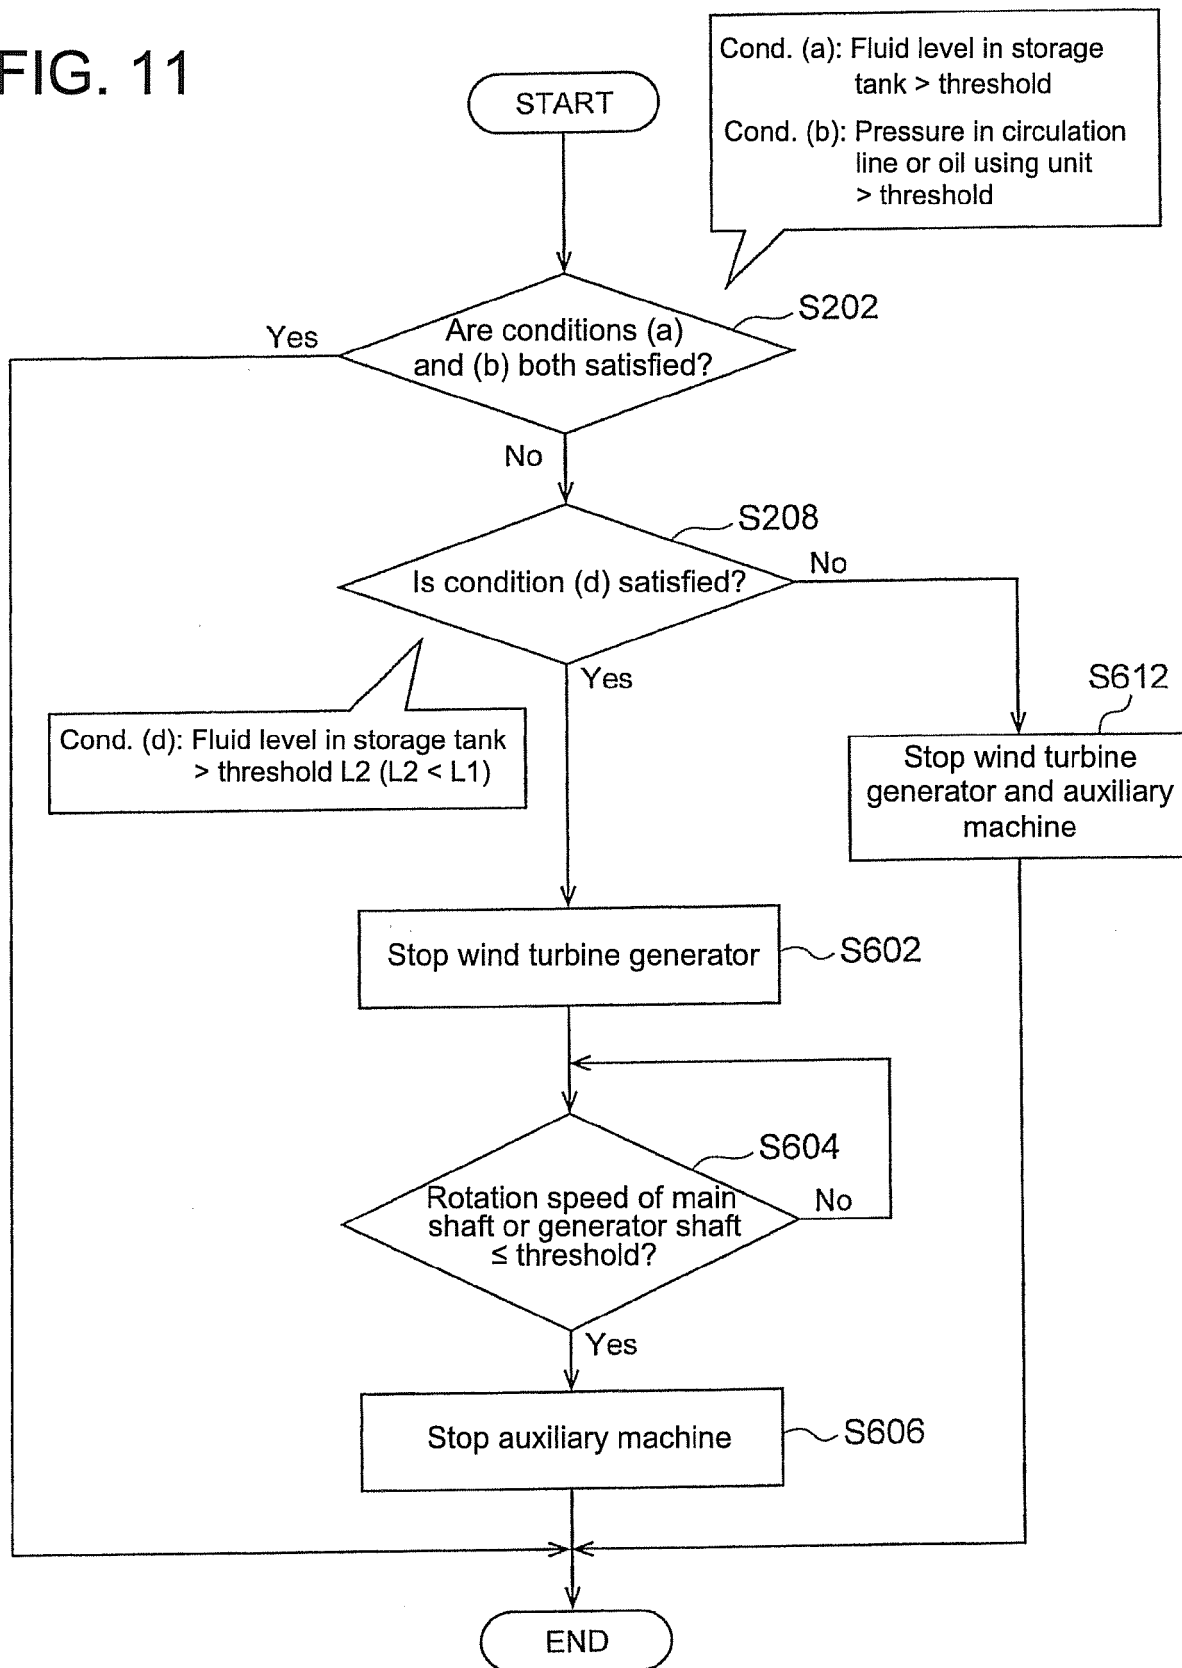 FIG. 11
START
Cond. (a): Fluid level in storage
tank > threshold
Cond. (b): Pressure in circulation
line or oil using unit
> threshold
S202
Yes
Are conditions (a)
and (b) both satisfied?
No
S208
Is condition (d) satisfied?
No
Yes
Cond. (d): Fluid level in storage tank
> threshold L2 (L2 < L1)
S612
Stop wind turbine
generator and auxiliary
machine
Stop wind turbine generator
S602
S604
Rotation speed of main
shaft or generator shaft
≤ threshold?
No
Yes
Stop auxiliary machine
S606
END